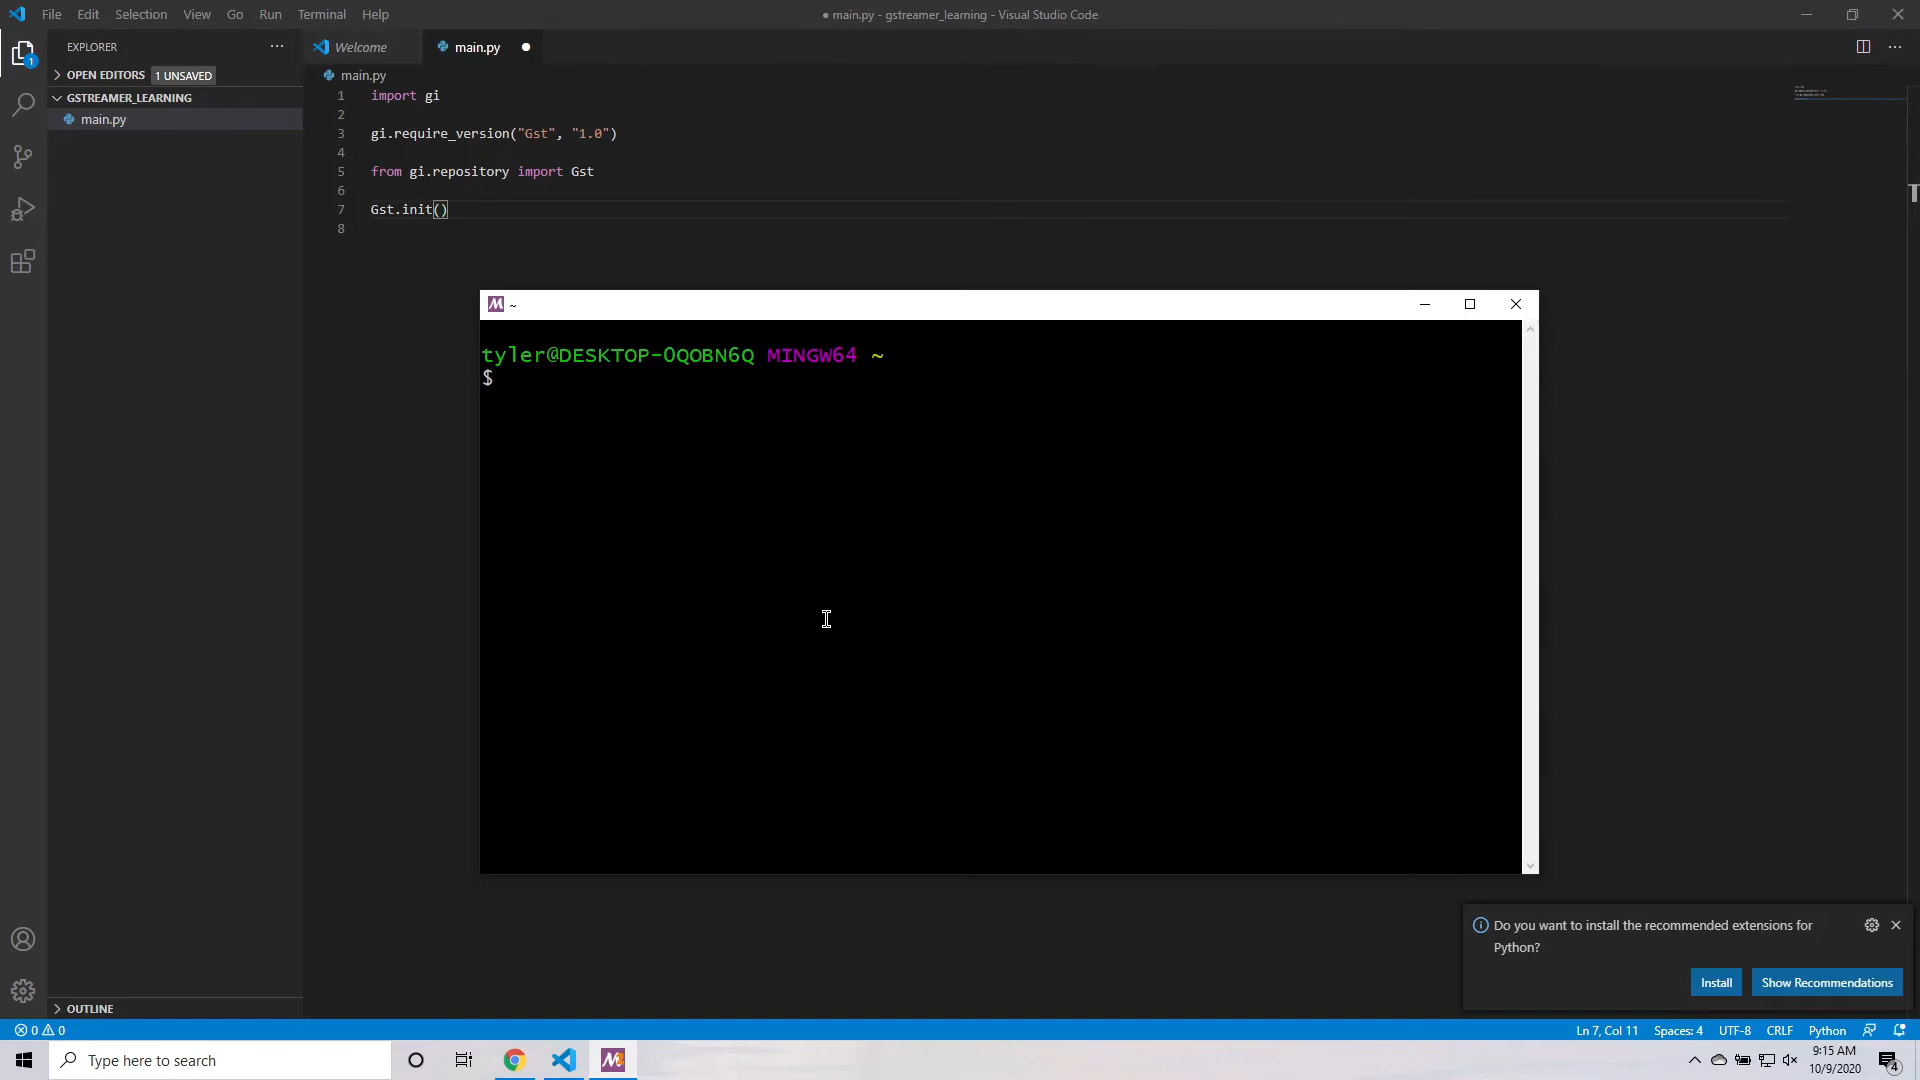 File Edit Selection View Go Run Terminal Help
● main.py - gstreamer_learning - Visual Studio Code
EXPLORER
Welcome
main.py
OPEN EDITORS 1 UNSAVED
GSTREAMER_LEARNING
main.py
OUTLINE
main.py
1 import gi
2
3 gi.require_version("Gst", "1.0")
4
5 from gi.repository import Gst
6
7 Gst.init()
8
~
tyler@DESKTOP-0QOBN6Q MINGW64 ~
$
Do you want to install the recommended extensions for
Python?
Install
Show Recommendations
0 0
Ln 7, Col 11 Spaces: 4 UTF-8 CRLF Python
Type here to search
9:15 AM
10/9/2020
1
4